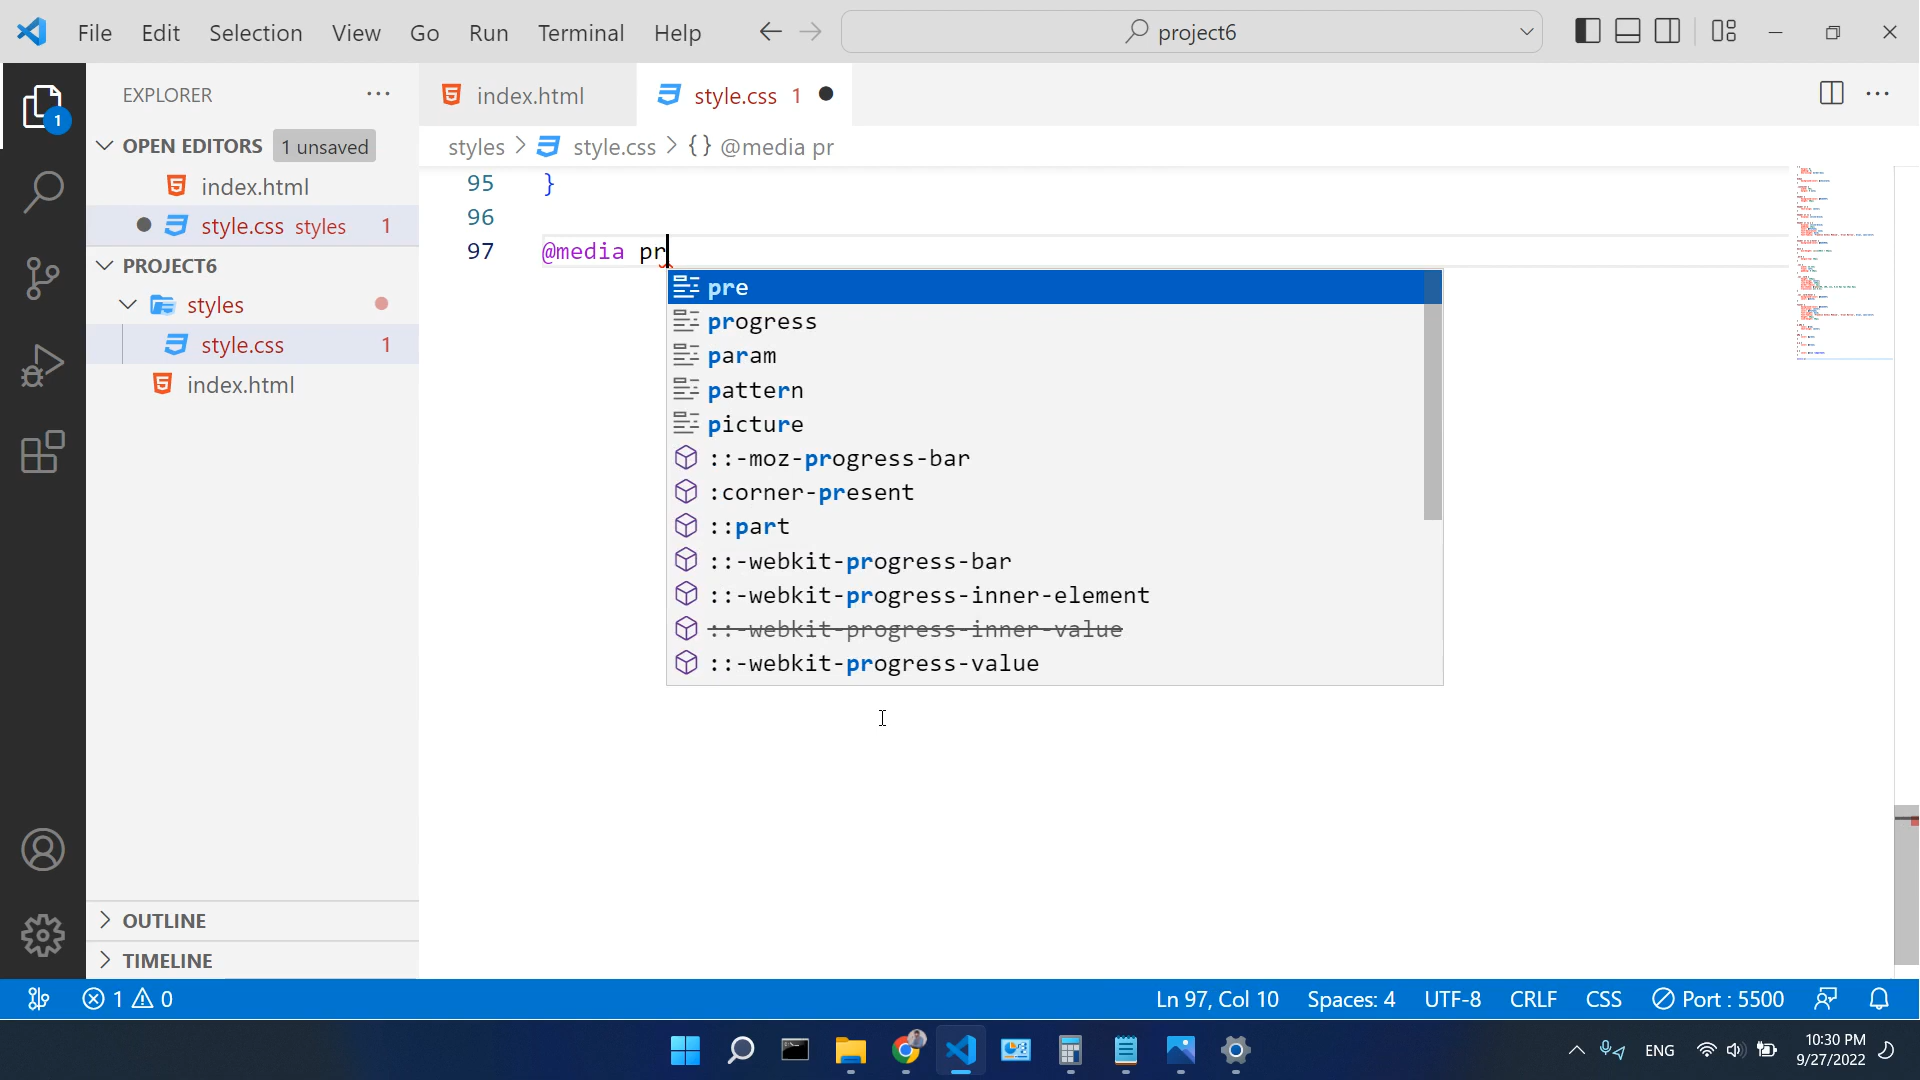 File Edit Selection View Go Run Terminal Help
project6
EXPLORER
OPEN EDITORS 1 unsaved
index.html
style.css styles 1
PROJECT6
styles
style.css 1
index.html
OUTLINE
TIMELINE
index.html
style.css 1
styles > style.css > {} @media pr
95 }
96
97 @media pr
pre
progress
param
pattern
picture
::-moz-progress-bar
:corner-present
::part
::-webkit-progress-bar
::-webkit-progress-inner-element
::-webkit-progress-inner-value
::-webkit-progress-value
1
1 0
Ln 97, Col 10 Spaces: 4 UTF-8 CRLF CSS Port : 5500
ENG
10:30 PM
9/27/2022